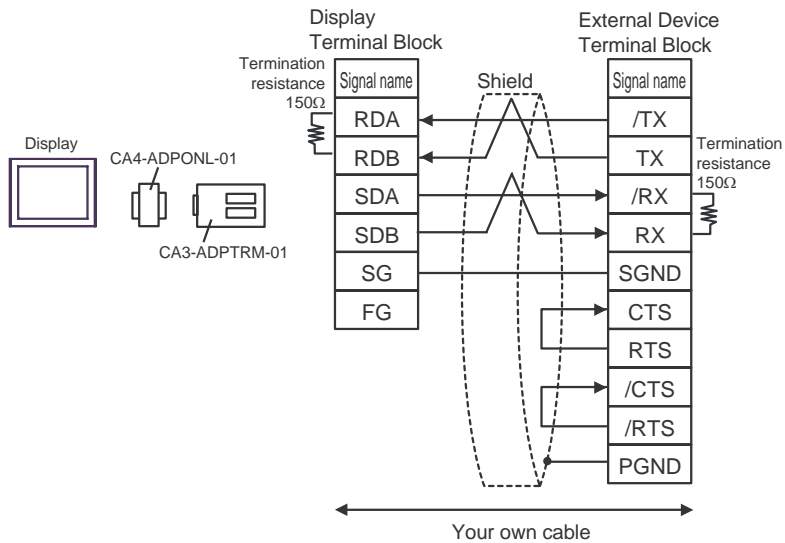 Display
Terminal Block
External Device
Terminal Block
Termination
resistance
150Ω
Signal name
Shield
Signal name
RDA
/TX
Display
CA4-ADPONL-01
RDB
TX
Termination
resistance
150Ω
SDA
/RX
CA3-ADPTRM-01
SDB
RX
SG
SGND
FG
CTS
RTS
/CTS
/RTS
PGND
Your own cable